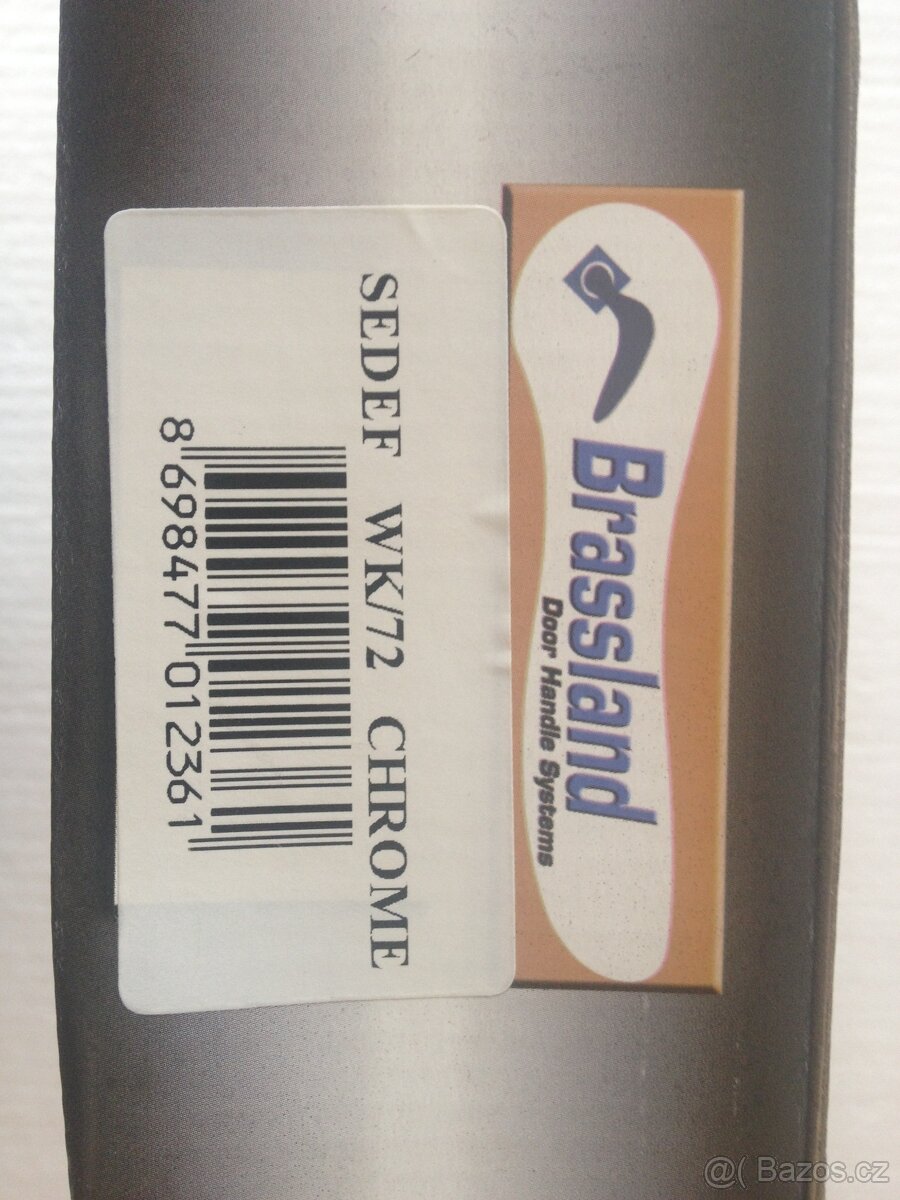 Brassland
Door Handle Systems
SEDEF WK/72 CHROME
8 698477 012361
@( Bazos.cz